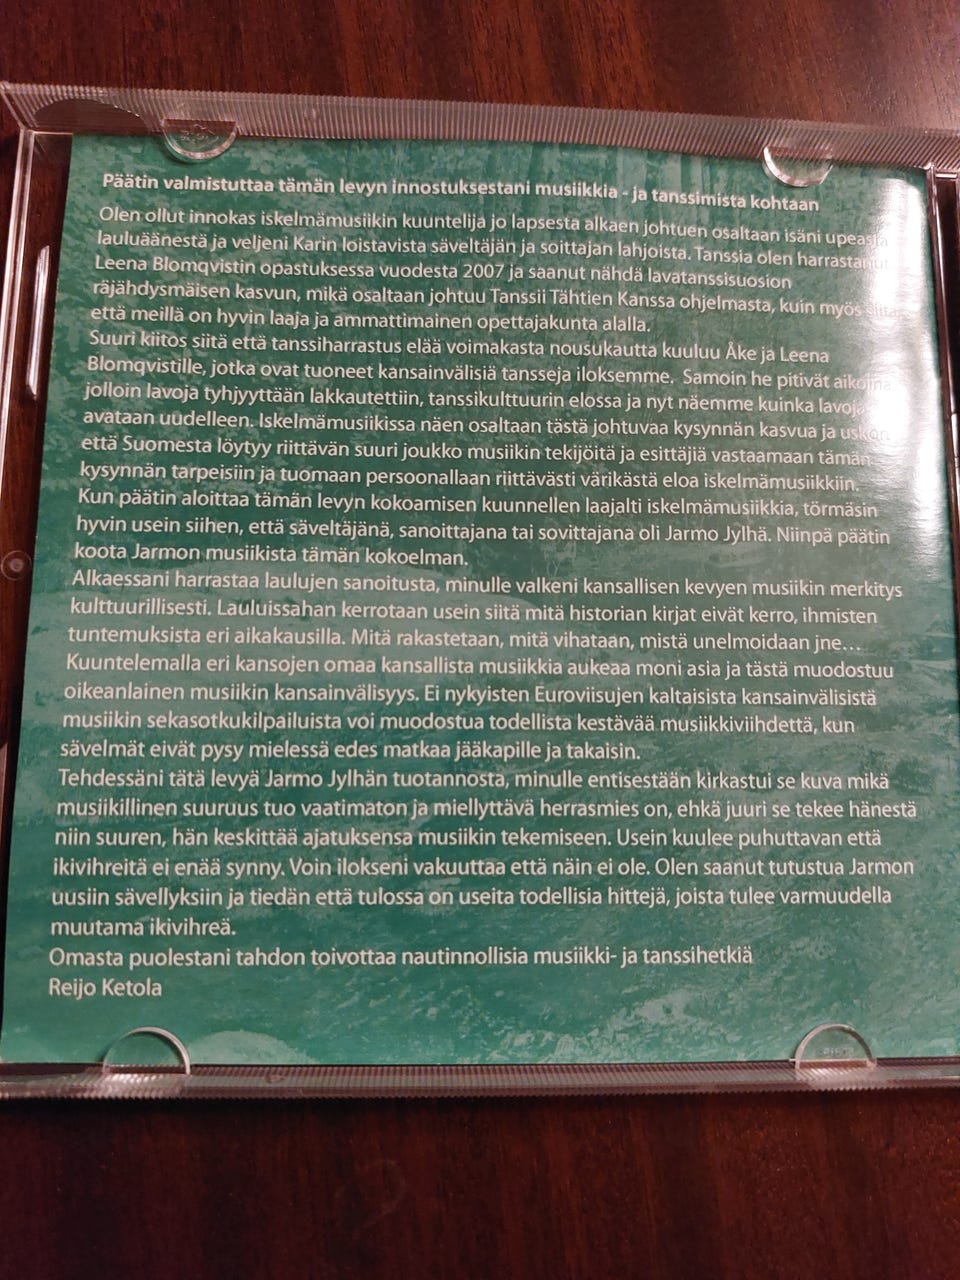 Päätin valmistuttaa tämän levyn innostuksestani musiikkia - ja tanssimista kohtaan
Olen ollut innokas iskelmämusiikin kuuntelija jo lapsesta alkaen johtuen osaltaan isäni upeasta
lauluäänestä ja veljeni Karin loistavista säveltäjän ja soittajan lahjoista. Tanssia olen harrastanut
Leena Blomqvistin opastuksessa vuodesta 2007 ja saanut nähdä lavatanssisuosion
räjähdysmäisen kasvun, mikä osaltaan johtuu Tanssii Tähtien Kanssa ohjelmasta, kuin myös siitä
että meillä on hyvin laaja ja ammattimainen opettajakunta alalla.
Suuri kiitos siitä että tanssiharrastus elää voimakasta nousukautta kuuluu Åke ja Leena
Blomqvistille, jotka ovat tuoneet kansainvälisiä tansseja iloksemme. Samoin he pitivät aikoina
jolloin lavoja tyhjyyttään lakkautettiin, tanssikulttuurin elossa ja nyt näemme kuinka lavoja
avataan uudelleen. Iskelmämusiikissa näen osaltaan tästä johtuvaa kysynnän kasvua ja uskon
että Suomesta löytyy riittävän suuri joukko musiikin tekijöitä ja esittäjiä vastaamaan tämän
kysynnän tarpeisiin ja tuomaan persoonallaan riittävästi värikästä eloa iskelmämusiikkiin.
Kun päätin aloittaa tämän levyn kokoamisen kuunnellen laajalti iskelmämusiikkia, törmäsin
hyvin usein siihen, että säveltäjänä, sanoittajana tai sovittajana oli Jarmo Jylhä. Niinpä päätin
koota Jarmon musiikista tämän kokoelman.
Alkaessani harrastaa laulujen sanoitusta, minulle valkeni kansallisen kevyen musiikin merkitys
kulttuurillisesti. Lauluissahan kerrotaan usein siitä mitä historian kirjat eivät kerro, ihmisten
tuntemuksista eri aikakausilla. Mitä rakastetaan, mitä vihataan, mistä unelmoidaan jne…
Kuuntelemalla eri kansojen omaa kansallista musiikkia aukeaa moni asia ja tästä muodostuu
oikeanlainen musiikin kansainvälisyys. Ei nykyisten Euroviisujen kaltaisista kansainvälisistä
musiikin sekasotkukilpailuista voi muodostua todellista kestävää musiikkiviihdettä, kun
sävelmät eivät pysy mielessä edes matkaa jääkapille ja takaisin.
Tehdessäni tätä levyä Jarmo Jylhän tuotannosta, minulle entisestään kirkastui se kuva mikä
musiikillinen suuruus tuo vaatimaton ja miellyttävä herrasmies on, ehkä juuri se tekee hänestä
niin suuren, hän keskittää ajatuksensa musiikin tekemiseen. Usein kuulee puhuttavan että
ikivihreitä ei enää synny. Voin ilokseni vakuuttaa että näin ei ole. Olen saanut tutustua Jarmon
uusiin sävellyksiin ja tiedän että tulossa on useita todellisia hittejä, joista tulee varmuudella
muutama ikivihreä.
Omasta puolestani tahdon toivottaa nautinnollisia musiikki- ja tanssihetkiä
Reijo Ketola